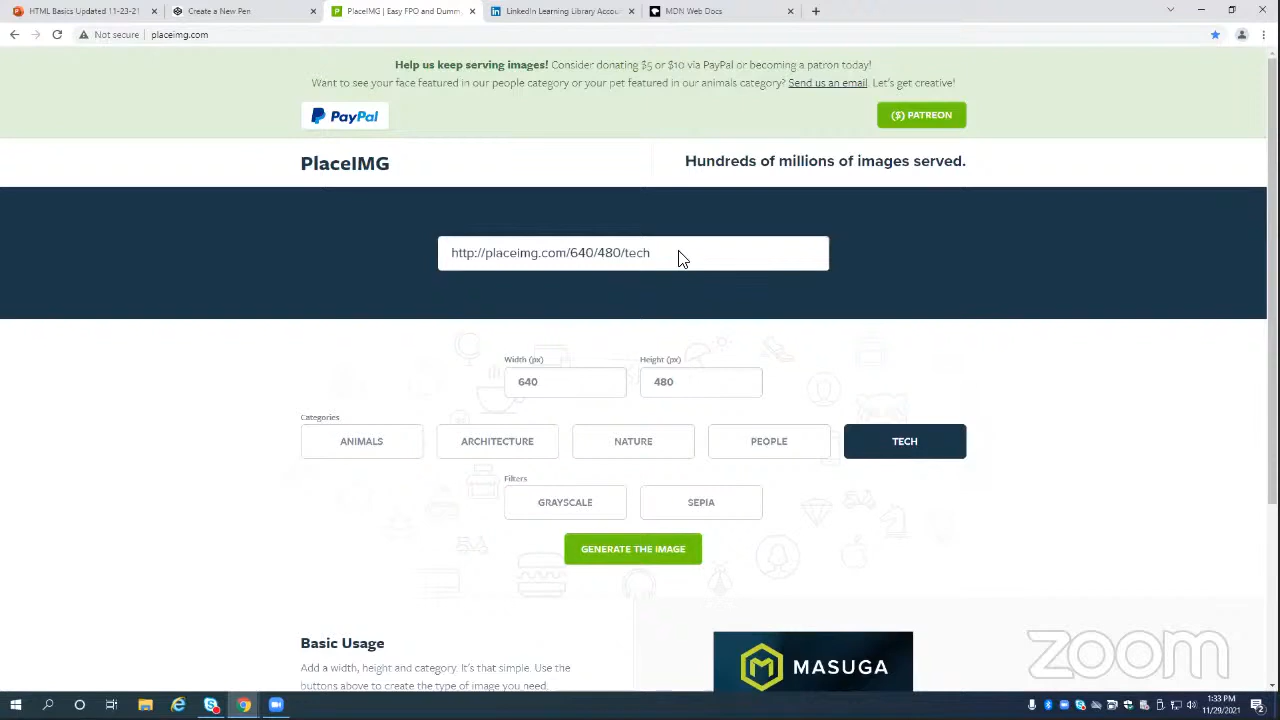 HTML Basics Updated 11-23-21
Create a New Pen
PlaceIMG | Easy FPO and Dumm
LinkedIn Learning Library Accou
MDN Web Docs
Not secure
placeimg.com
Help us keep serving images! Consider donating $5 or $10 via PayPal or becoming a patron today!
Want to see your face featured in our people category or your pet featured in our animals category? Send us an email. Let's get creative!
PayPal
($) PATREON
PlaceIMG
Hundreds of millions of images served.
http://placeimg.com/640/480/tech
Width (px)
Height (px)
640
480
Categories
ANIMALS
ARCHITECTURE
NATURE
PEOPLE
TECH
Filters
GRAYSCALE
SEPIA
GENERATE THE IMAGE
Basic Usage
Add a width, height and category. It's that simple. Use the
buttons above to create the type of image you need.
MASUGA
zoom
1:33 PM
11/29/2021